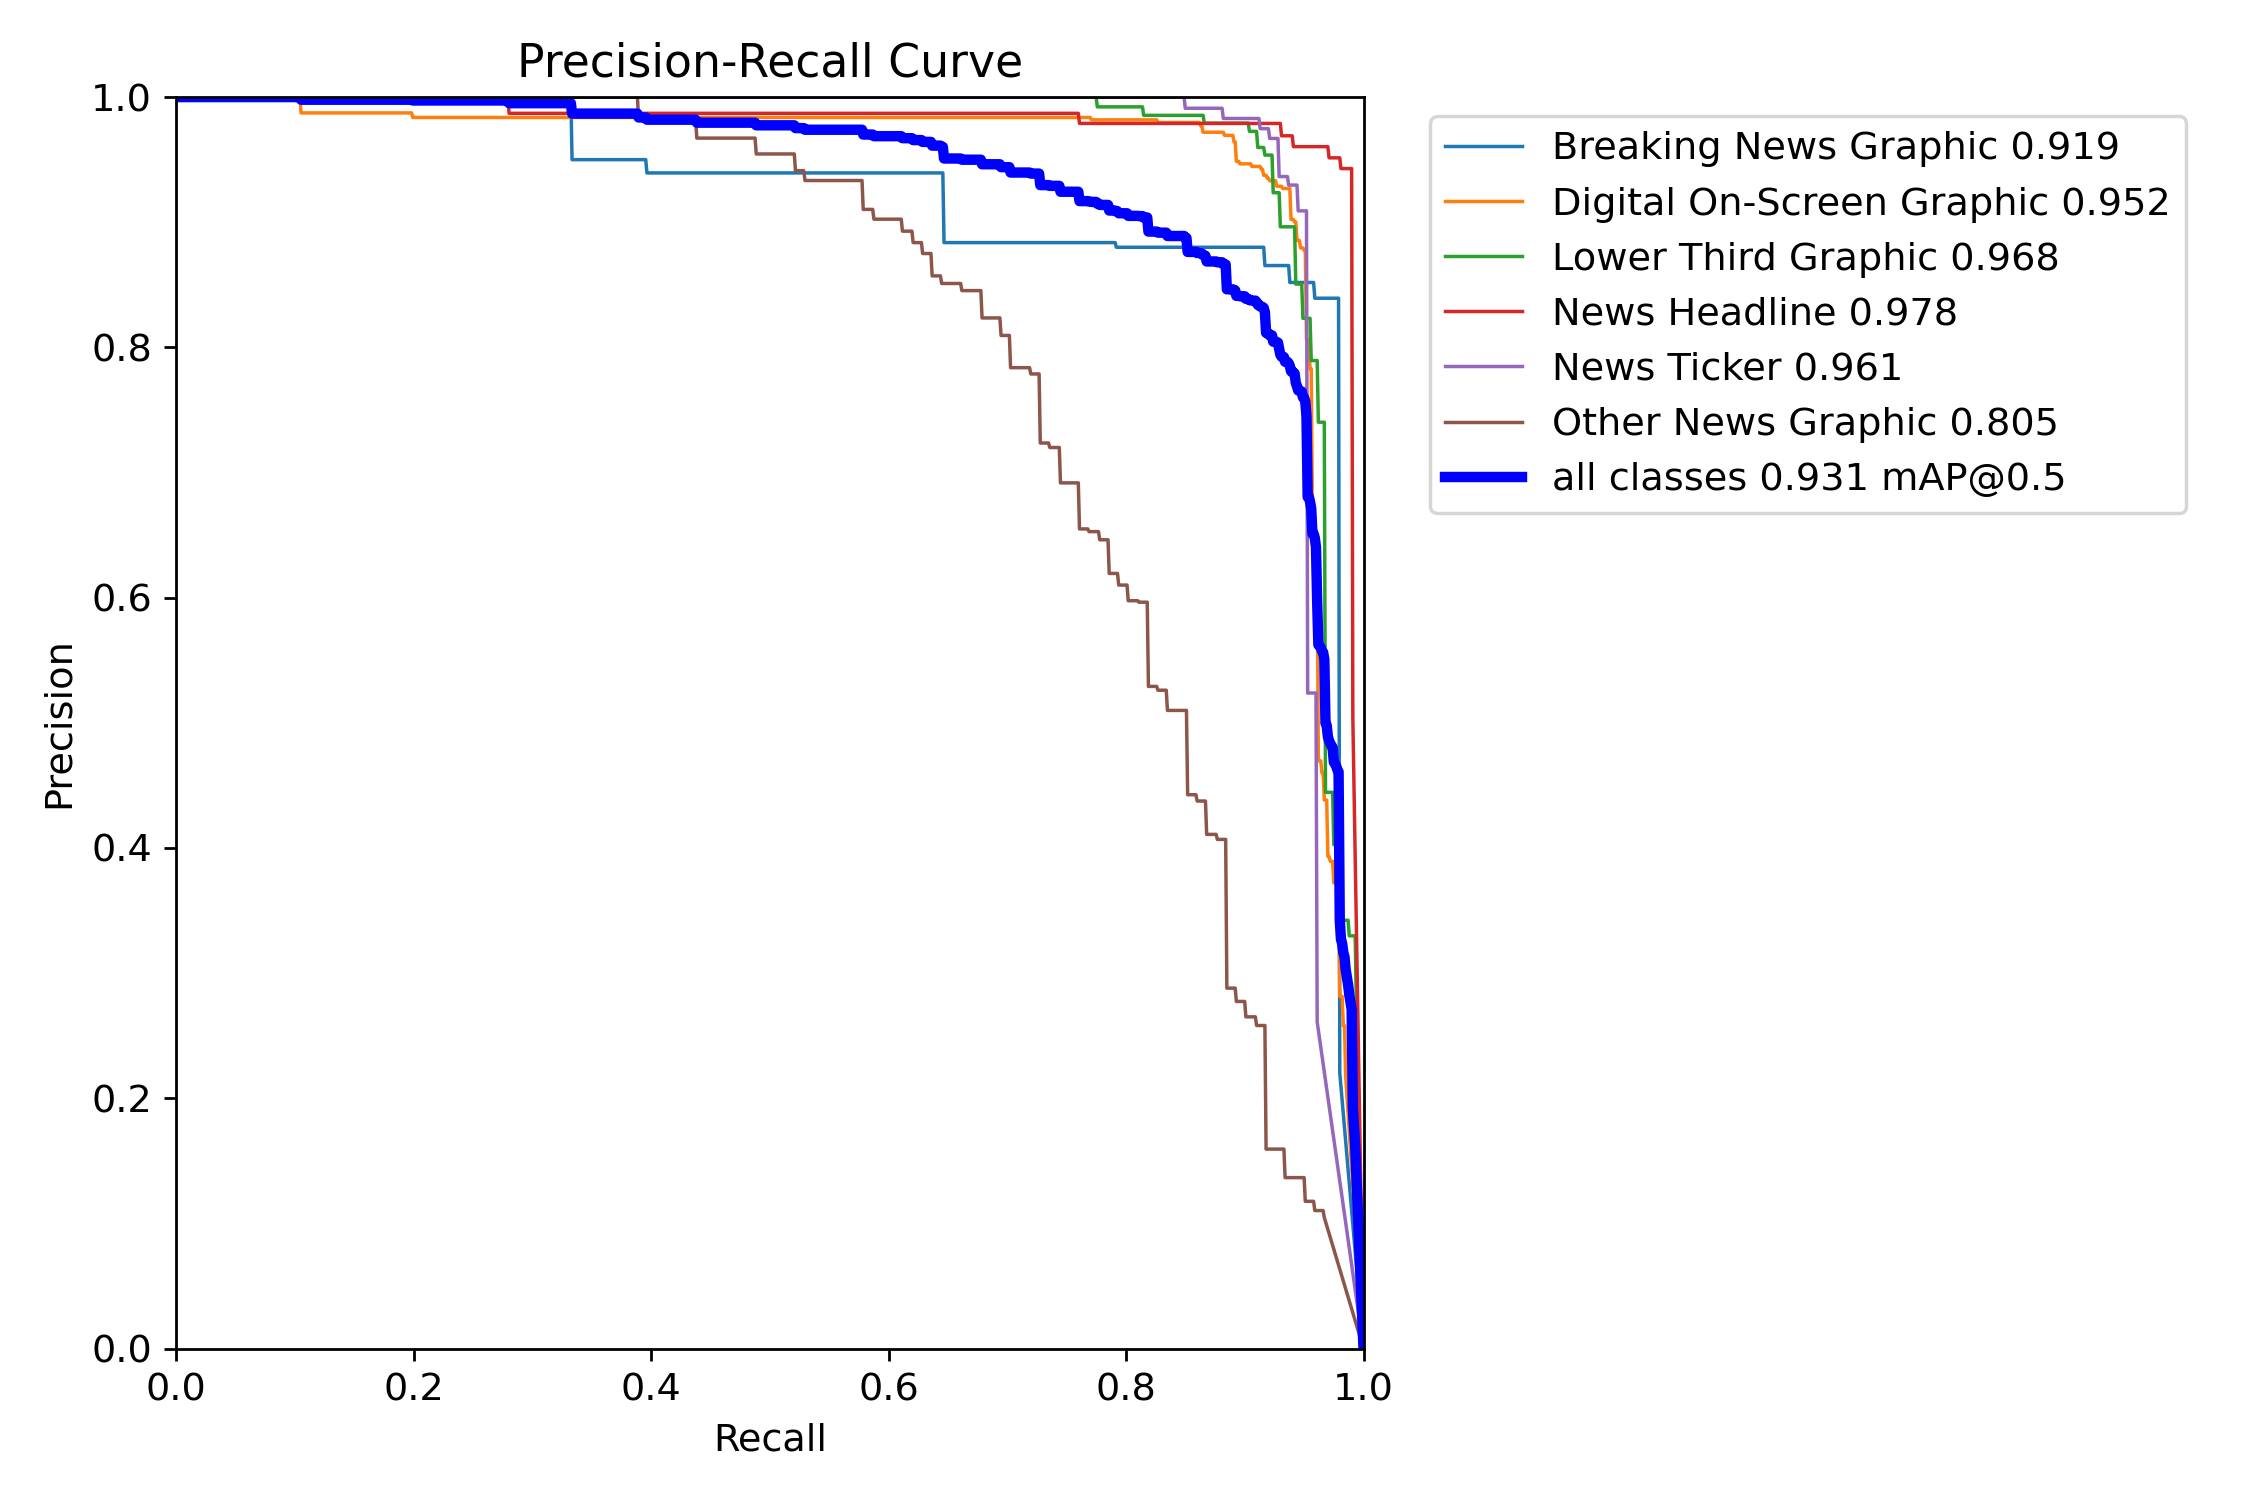 Precision-Recall Curve
1.0
0.8
0.6
0.4
0.2
0.0
Precision
0.0 0.2 0.4 0.6 0.8 1.0
Recall
Breaking News Graphic 0.919
Digital On-Screen Graphic 0.952
Lower Third Graphic 0.968
News Headline 0.978
News Ticker 0.961
Other News Graphic 0.805
all classes 0.931 mAP@0.5